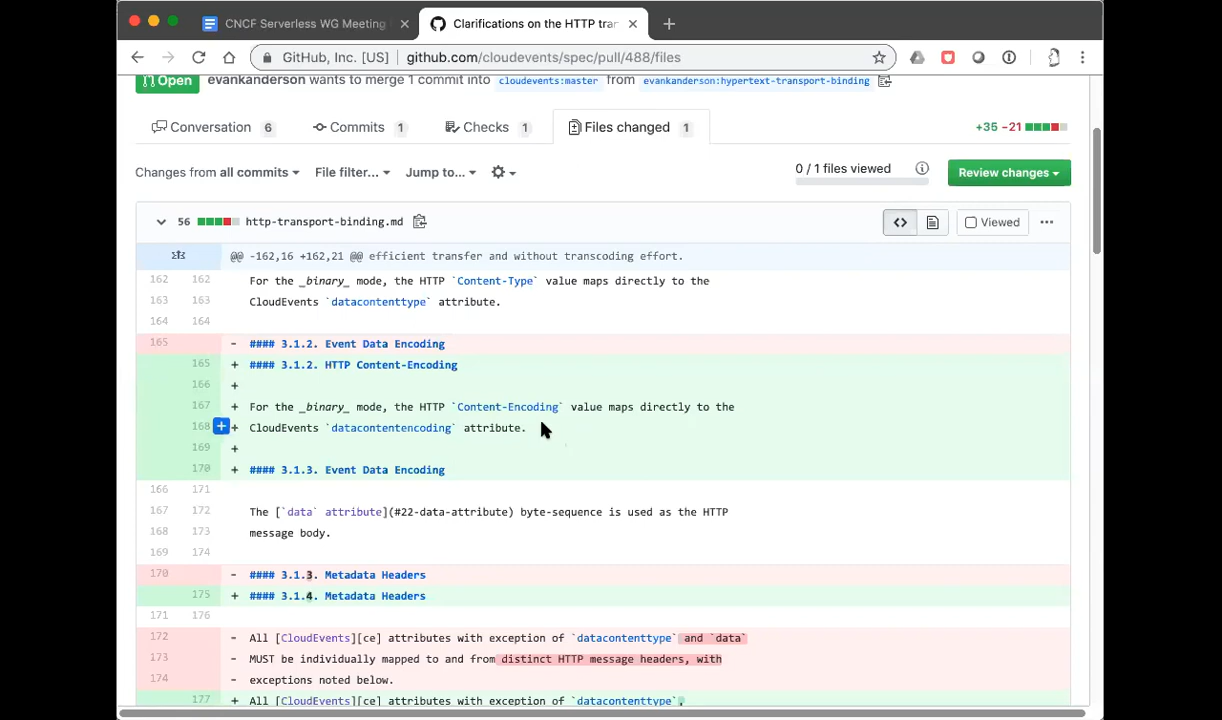 CNCF Serverless WG Meeting
Clarifications on the HTTP tran
GitHub, Inc. [US] github.com/cloudevents/spec/pull/488/files
Open evankanderson wants to merge 1 commit into cloudevents:master from evankanderson:hypertext-transport-binding
Conversation 6 Commits 1 Checks 1 Files changed 1 +35 −21
Changes from all commits File filter... Jump to... 0 / 1 files viewed Review changes
56 http-transport-binding.md Viewed
@@ -162,16 +162,21 @@ efficient transfer and without transcoding effort.
162 162 For the _binary_ mode, the HTTP `Content-Type` value maps directly to the
163 163 CloudEvents `datacontenttype` attribute.
164 164
165 - #### 3.1.2. Event Data Encoding
165 + #### 3.1.2. HTTP Content-Encoding
166 +
167 + For the _binary_ mode, the HTTP `Content-Encoding` value maps directly to the
168 + CloudEvents `datacontentencoding` attribute.
169 +
170 + #### 3.1.3. Event Data Encoding
166 171
167 172 The [`data` attribute](#22-data-attribute) byte-sequence is used as the HTTP
168 173 message body.
169 174
170 - #### 3.1.3. Metadata Headers
175 + #### 3.1.4. Metadata Headers
171 176
172 - All [CloudEvents][ce] attributes with exception of `datacontenttype` and `data`
173 - MUST be individually mapped to and from distinct HTTP message headers, with
174 - exceptions noted below.
177 + All [CloudEvents][ce] attributes with exception of `datacontenttype`,